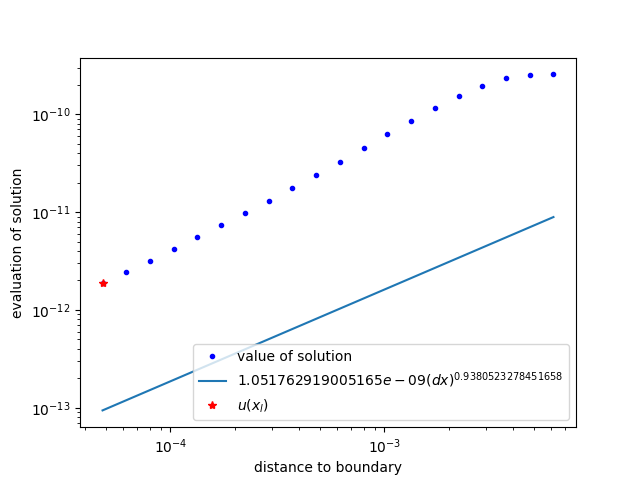 evaluation of solution
10⁻¹⁰
10⁻¹¹
10⁻¹²
10⁻¹³
value of solution
1.051762919005165e − 09(dx)^0.9380523278451658
u(x_I)
10⁻⁴
10⁻³
distance to boundary